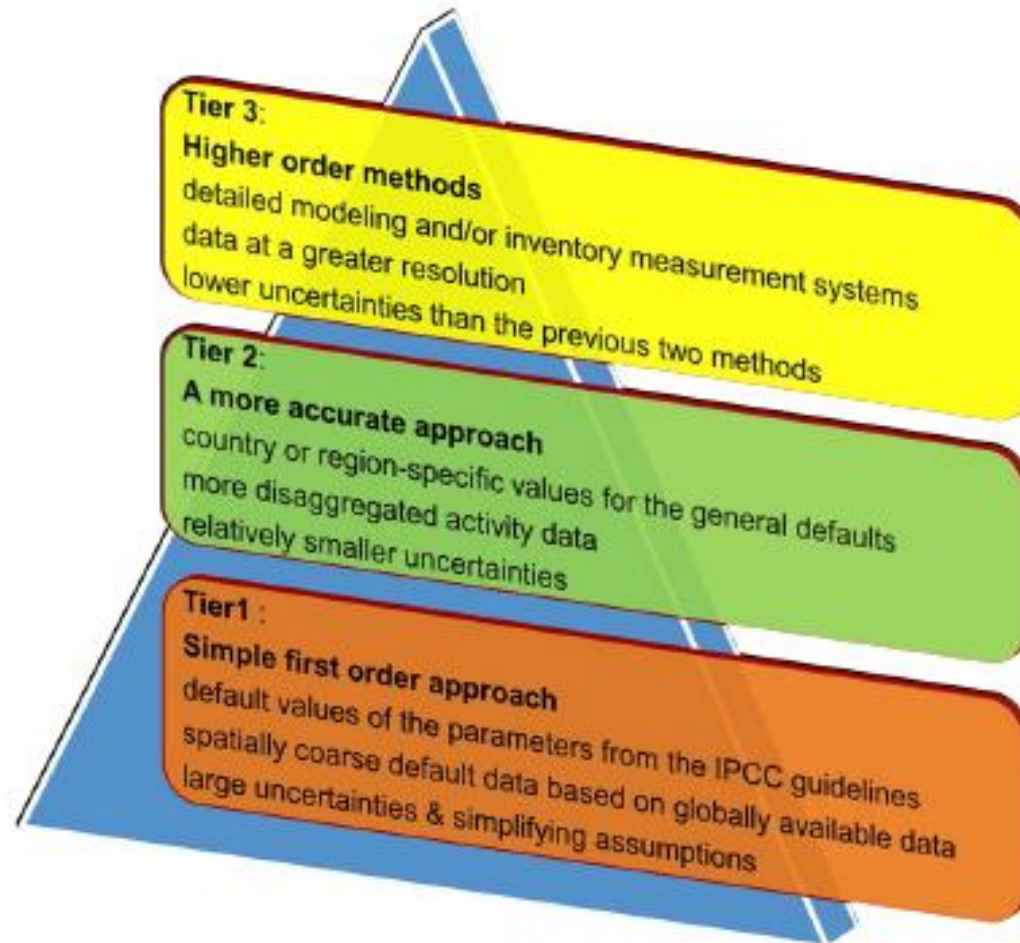 Tier 3:
Higher order methods
detailed modeling and/or inventory measurement systems
data at a greater resolution
lower uncertainties than the previous two methods
Tier 2:
A more accurate approach
country or region-specific values for the general defaults
more disaggregated activity data
relatively smaller uncertainties
Tier1 :
Simple first order approach
default values of the parameters from the IPCC guidelines
spatially coarse default data based on globally available data
large uncertainties & simplifying assumptions